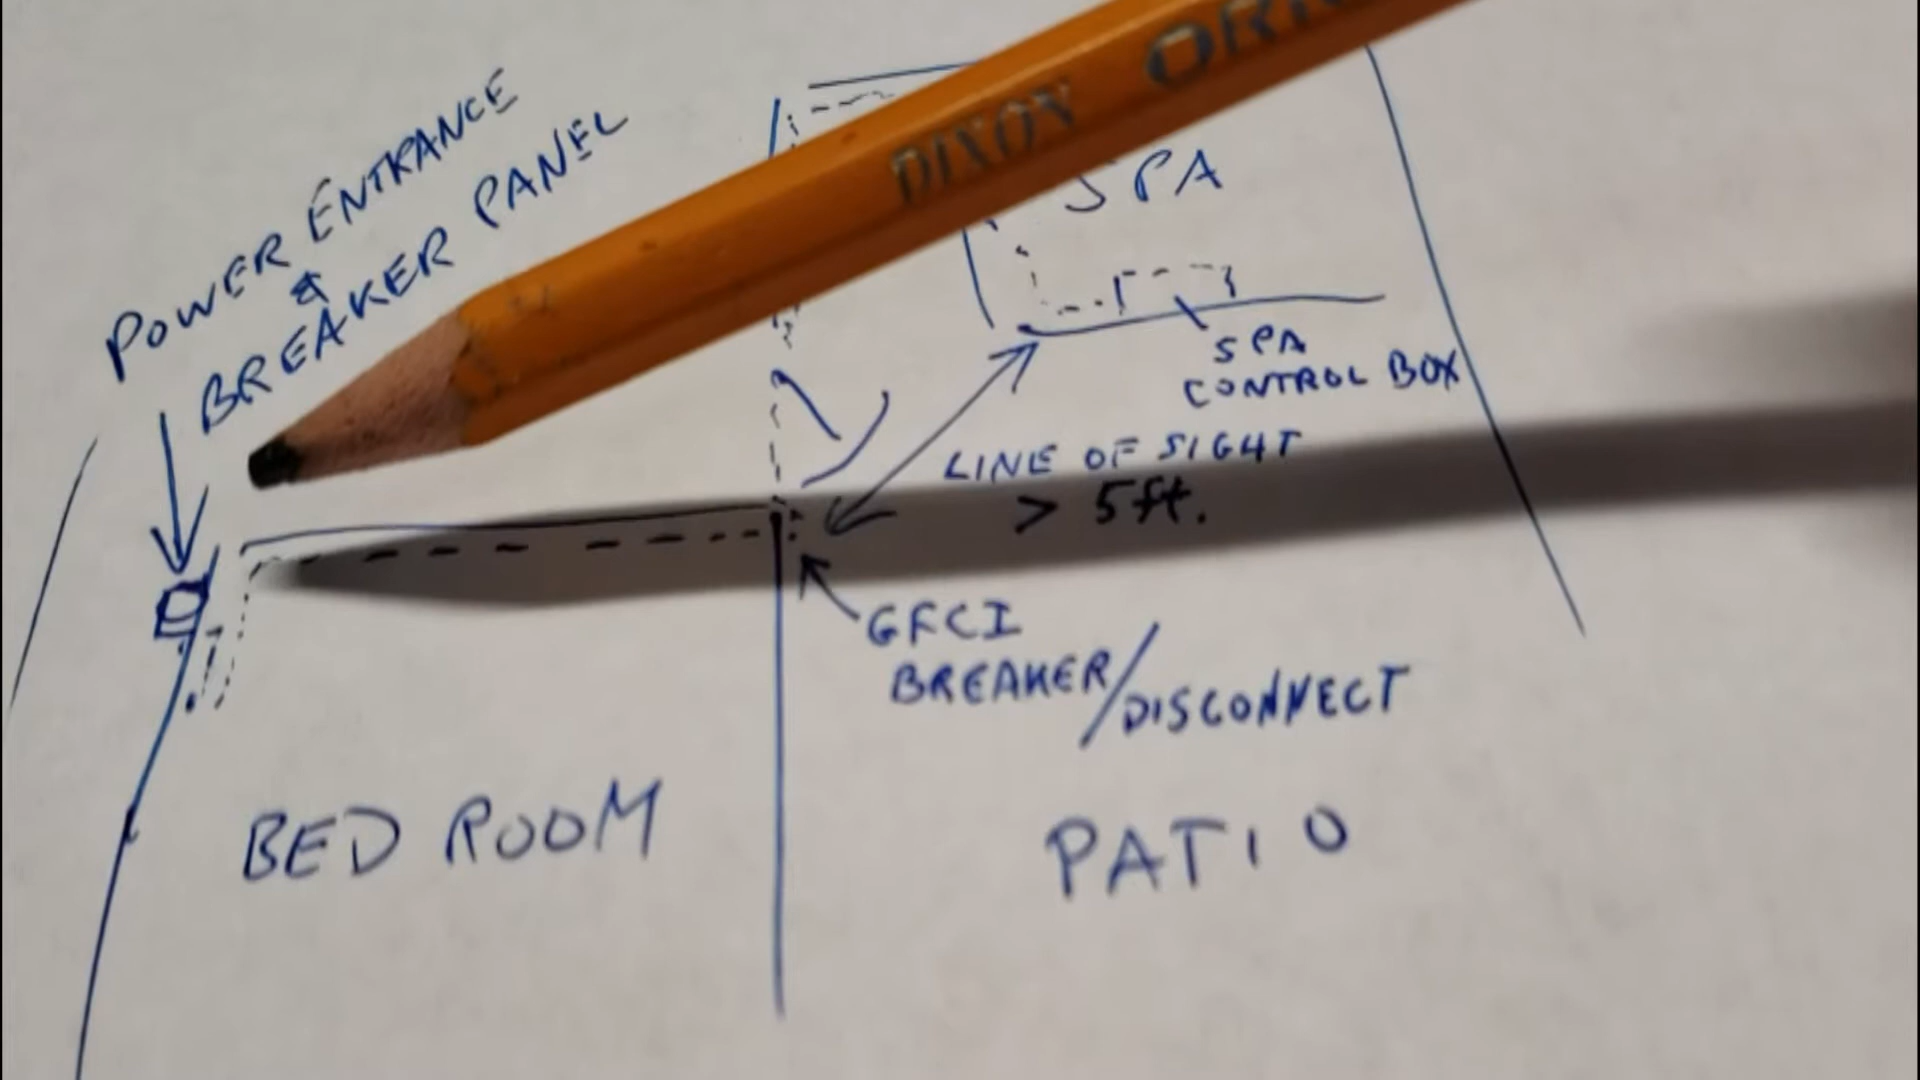 POWER ENTRANCE
&
BREAKER PANEL
DIXON
SPA
SPA
CONTROL BOX
LINE OF SIGHT
> 5ft.
GFCI
BREAKER/DISCONNECT
BED ROOM
PATIO